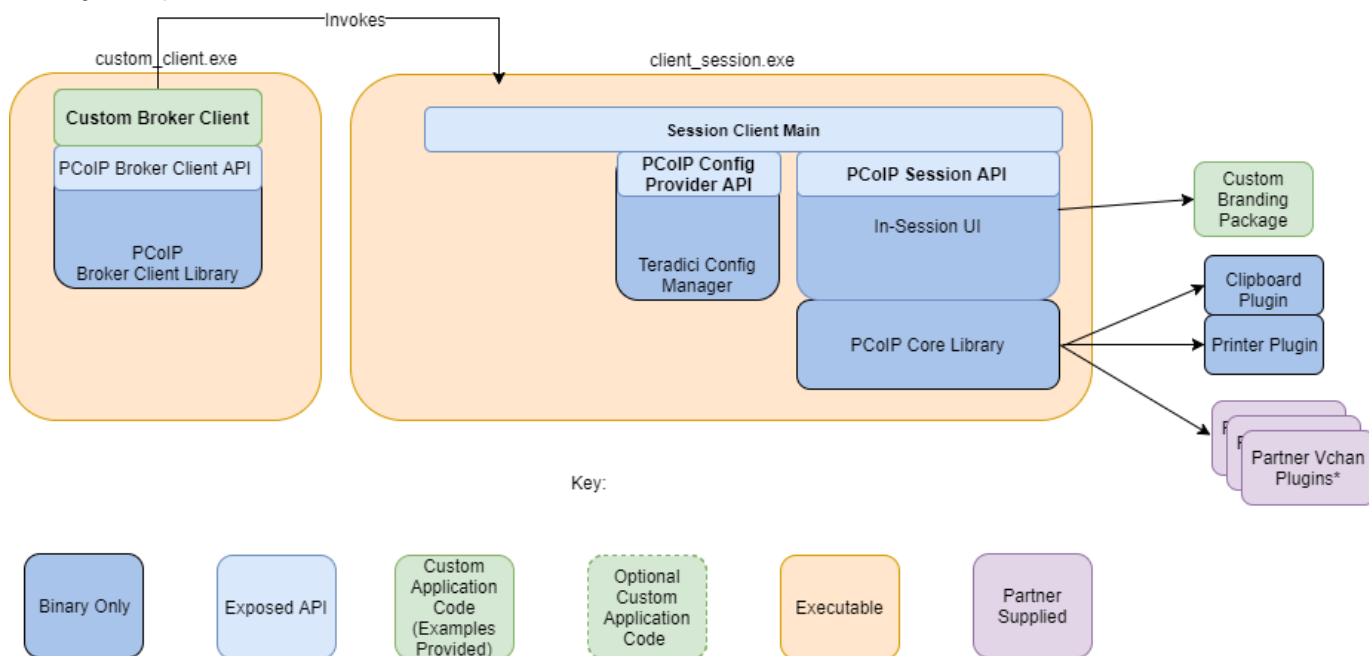 Invokes
custom_client.exe
client_session.exe
Custom Broker Client
PCoIP Broker Client API
PCoIP
Broker Client Library
Session Client Main
PCoIP Config
Provider API
Teradici Config
Manager
PCoIP Session API
In-Session UI
PCoIP Core Library
Custom
Branding
Package
Clipboard
Plugin
Printer Plugin
Partner Vchan
Plugins*
Key:
Binary Only
Exposed API
Custom
Application
Code
(Examples
Provided)
Optional
Custom
Application
Code
Executable
Partner
Supplied